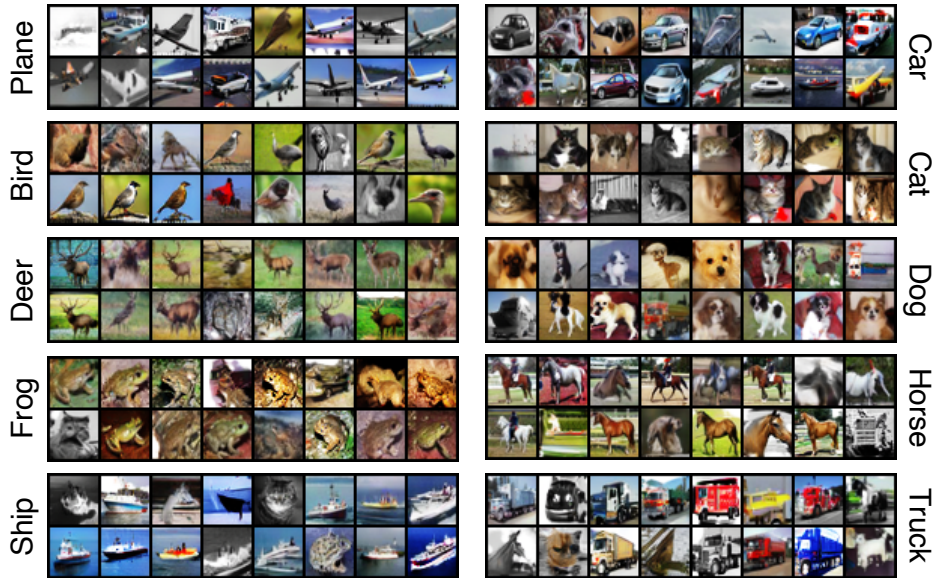 Plane
Car
Bird
Cat
Deer
Dog
Frog
Horse
Ship
Truck